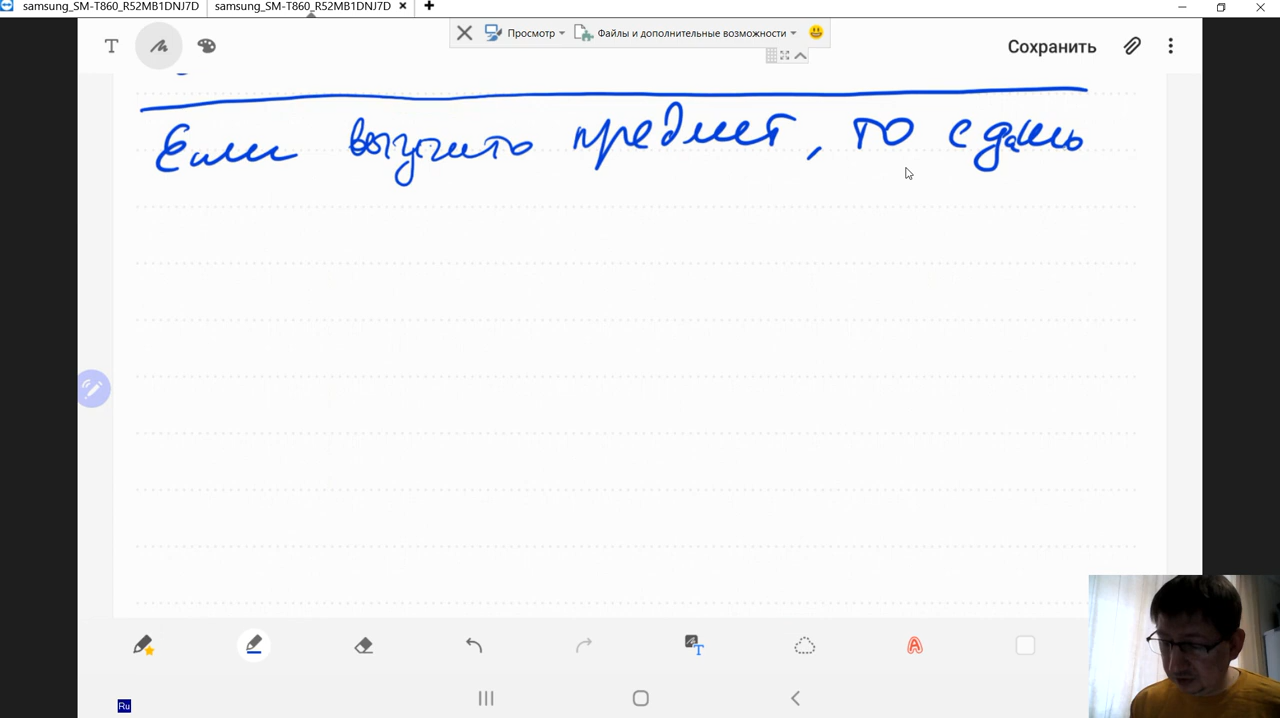 samsung_SM-T860_R52MB1DNJ7D samsung_SM-T860_R52MB1DNJ7D
Просмотр Файлы и дополнительные возможности
T Сохранить
Если выучить предмет, то сдашь
T A
Ru